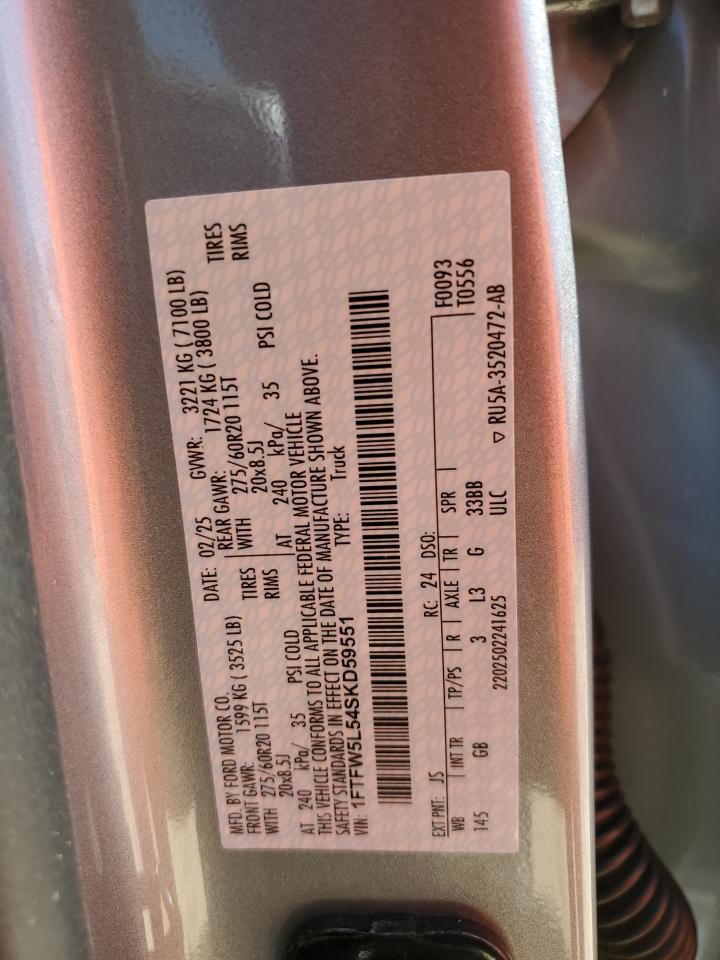 MFD. BY FORD MOTOR CO.
DATE: 02/25 GVWR: 3221 KG ( 7100 LB)
FRONT GAWR: 1599 KG ( 3525 LB) REAR GAWR: 1724 KG ( 3800 LB)
WITH 275/60R20 115T TIRES WITH 275/60R20 115T TIRES
20x8.5J RIMS 20x8.5J RIMS
AT 240 kPa/ 35 PSI COLD AT 240 kPa/ 35 PSI COLD
THIS VEHICLE CONFORMS TO ALL APPLICABLE FEDERAL MOTOR VEHICLE
SAFETY STANDARDS IN EFFECT ON THE DATE OF MANUFACTURE SHOWN ABOVE.
VIN: 1FTFW5L54SKD59551 TYPE: Truck
EXT PNT: JS RC: 24 DSO: F0093
WB INT TR TP/PS R AXLE TR SPR T0556
145 GB 3 L3 G 33BB
2202502241625 ULC ▽ RU5A-3520472-AB